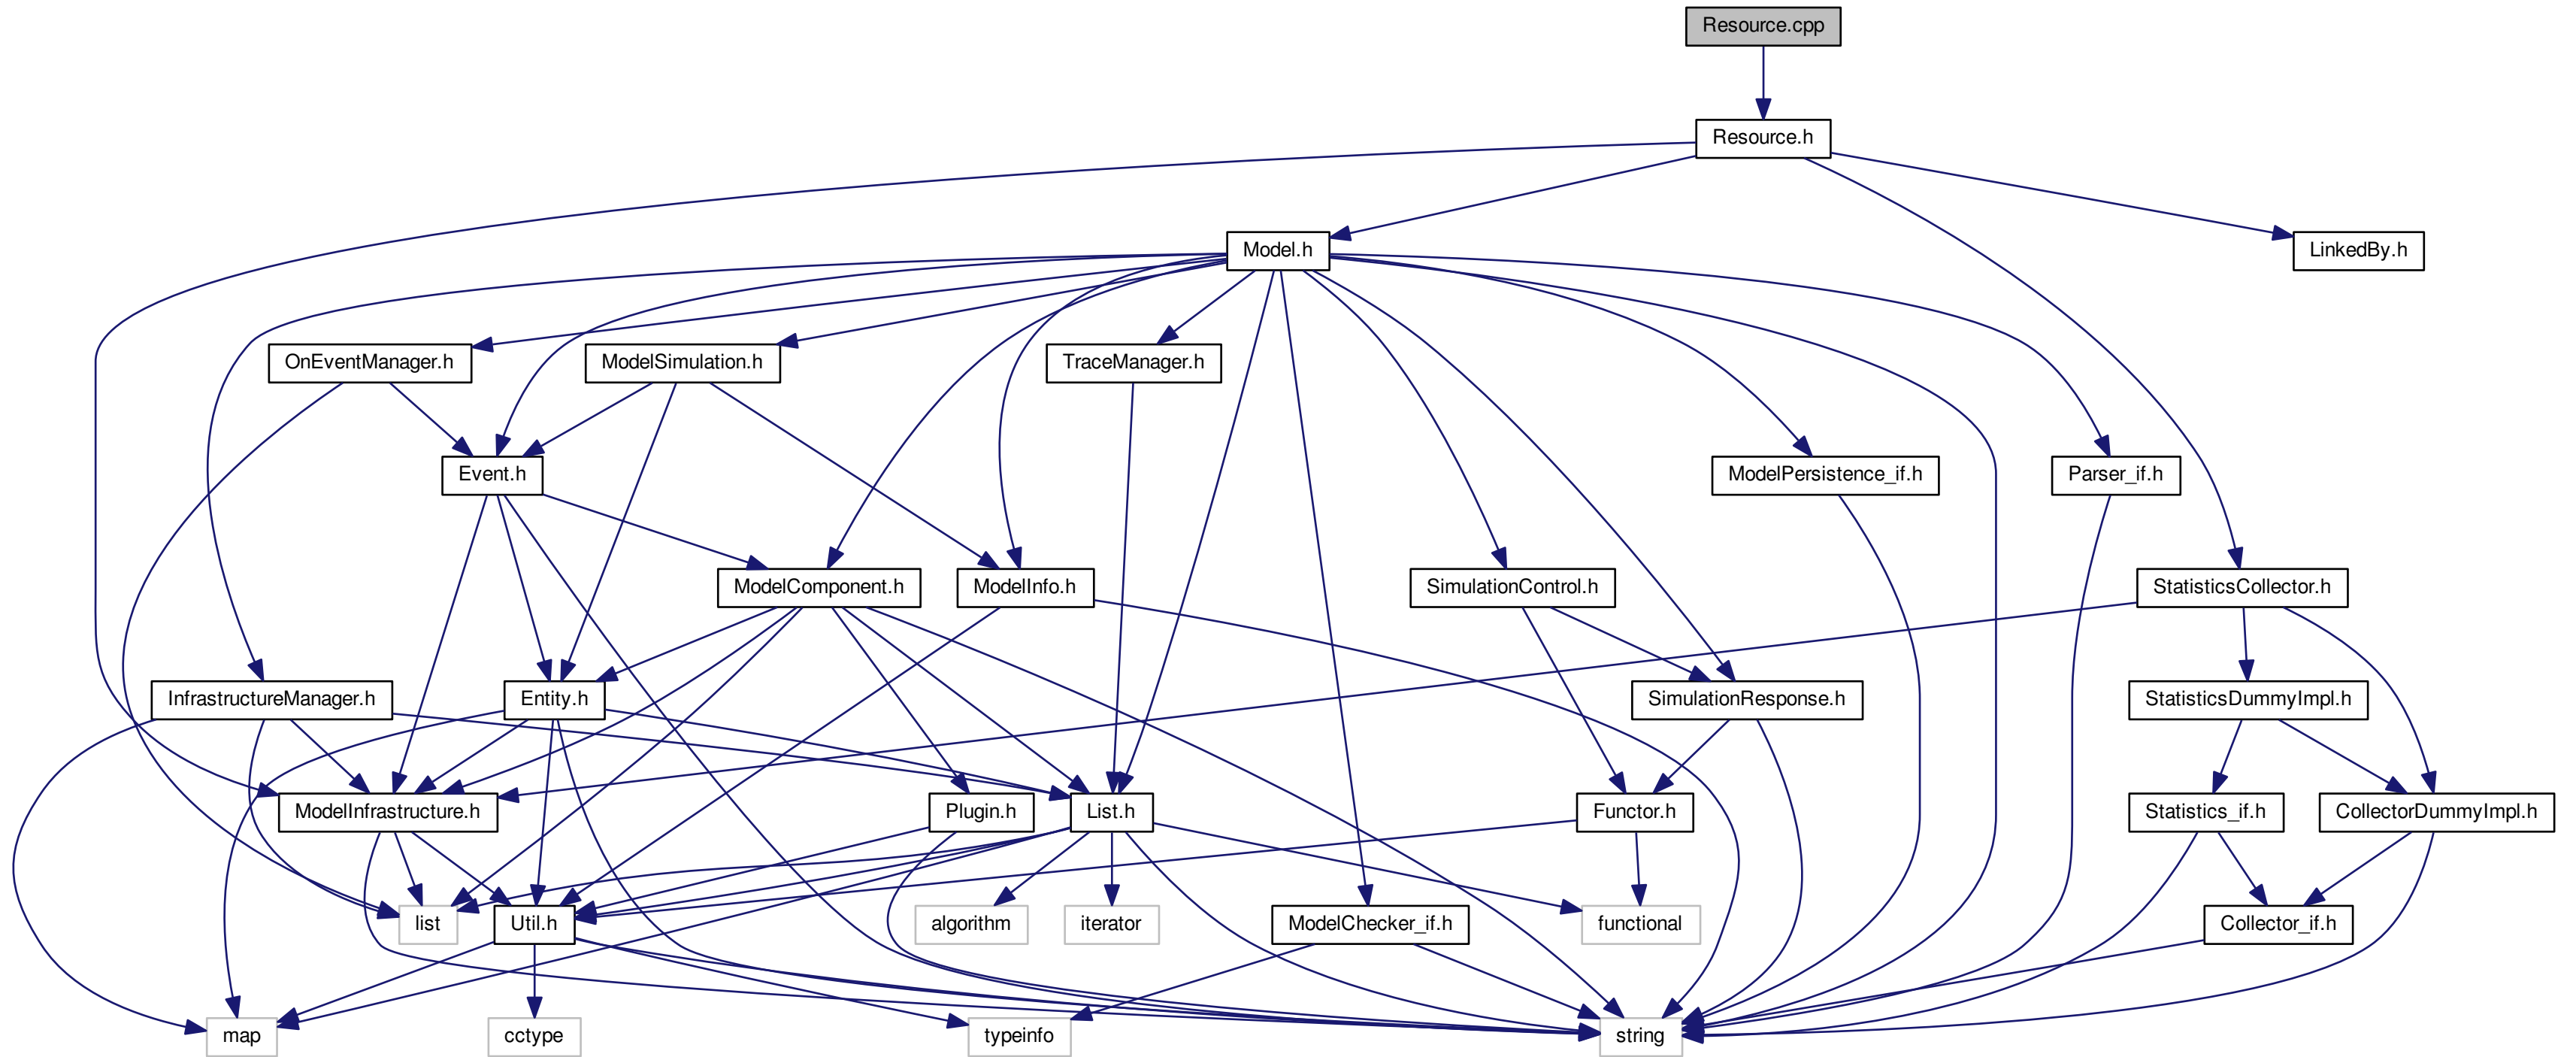 Resource.cpp
Resource.h
Model.h
LinkedBy.h
OnEventManager.h
ModelSimulation.h
TraceManager.h
Event.h
ModelPersistence_if.h
Parser_if.h
ModelComponent.h
ModelInfo.h
SimulationControl.h
StatisticsCollector.h
InfrastructureManager.h
Entity.h
SimulationResponse.h
StatisticsDummyImpl.h
ModelInfrastructure.h
Plugin.h
List.h
Functor.h
Statistics_if.h
CollectorDummyImpl.h
list
Util.h
algorithm
iterator
ModelChecker_if.h
functional
Collector_if.h
map
cctype
typeinfo
string